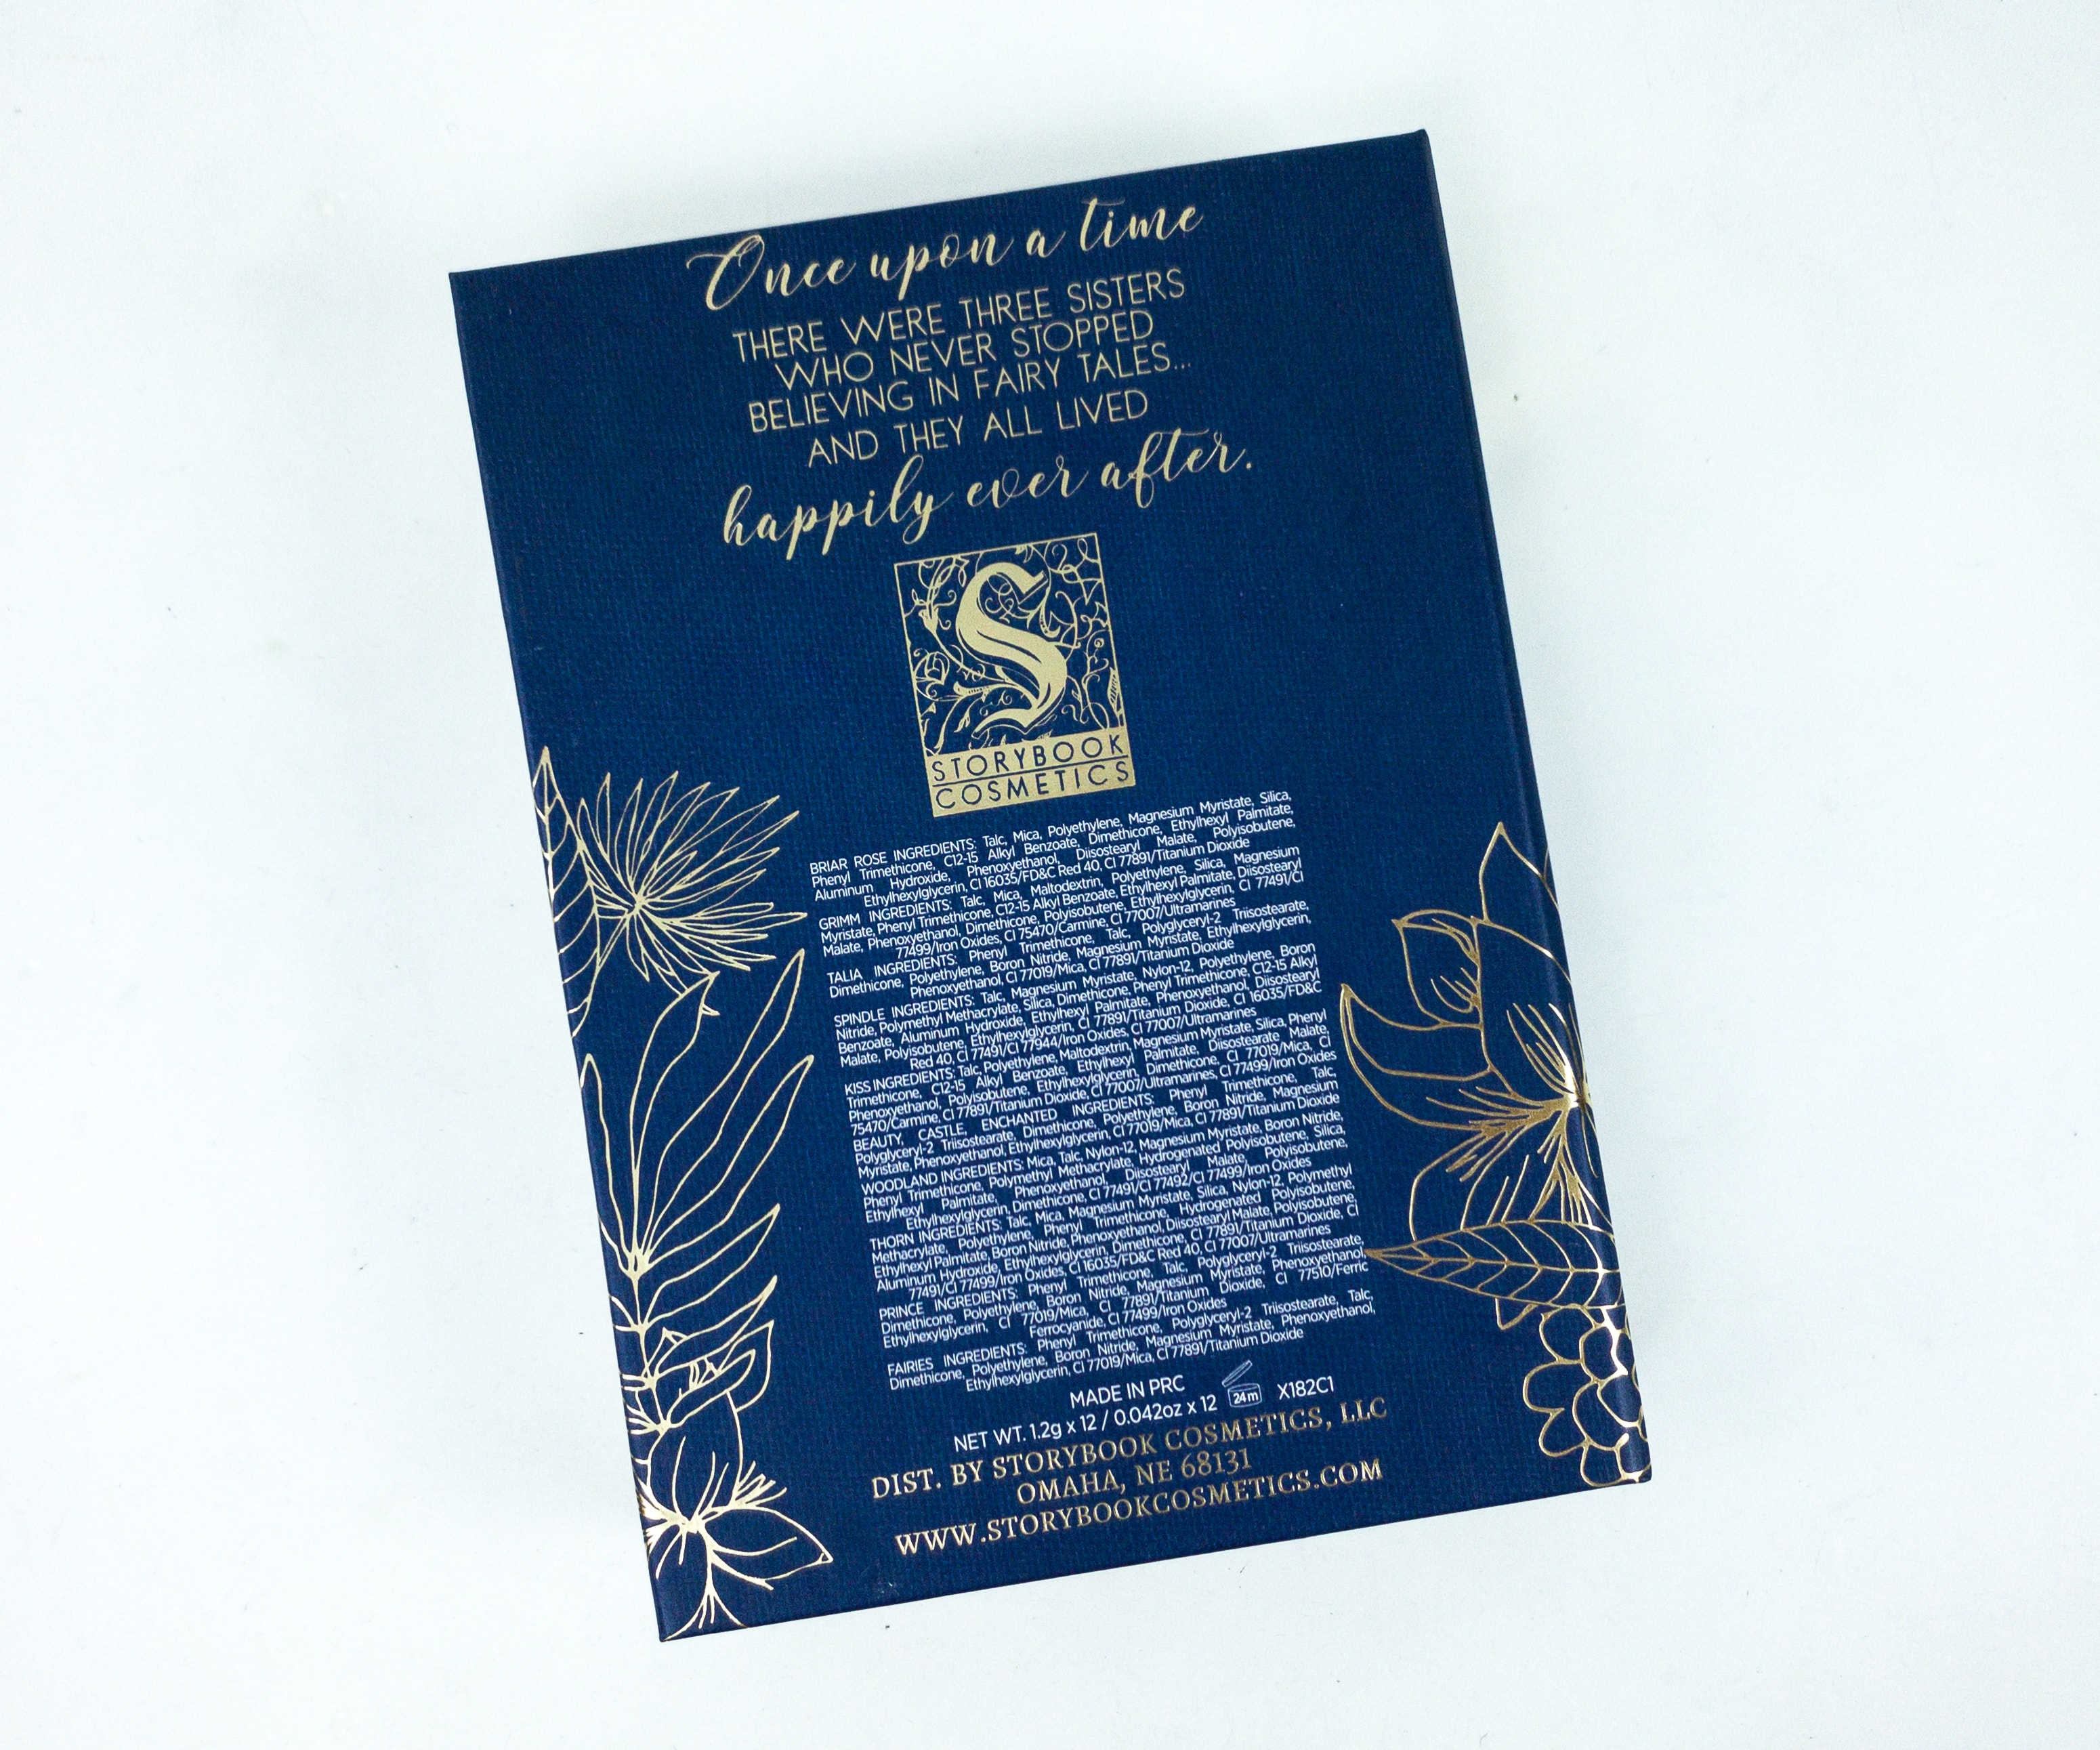 Once upon a time
THERE WERE THREE SISTERS
WHO NEVER STOPPED
BELIEVING IN FAIRY TALES...
AND THEY ALL LIVED
happily ever after.
S
STORYBOOK
COSMETICS
BRIAR ROSE INGREDIENTS: Talc, Mica, Polyethylene, Magnesium Myristate, Silica,
Phenyl Trimethicone, C12-15 Alkyl Benzoate, Dimethicone, Ethylhexyl Palmitate,
Aluminum Hydroxide, Phenoxyethanol, Diisostearyl Malate, Polyisobutene,
Ethylhexylglycerin, CI 16035/FD&C Red 40, CI 77891/Titanium Dioxide
GRIMM INGREDIENTS: Talc, Mica, Maltodextrin, Polyethylene, Silica, Magnesium
Myristate, Phenyl Trimethicone, C12-15 Alkyl Benzoate, Ethylhexyl Palmitate, Diisostearyl
Malate, Phenoxyethanol, Dimethicone, Polyisobutene, Ethylhexylglycerin, CI 77491/CI
77499/Iron Oxides, CI 75470/Carmine, CI 77007/Ultramarines
TALIA INGREDIENTS: Phenyl Trimethicone, Talc, Polyglyceryl-2 Triisostearate,
Dimethicone, Polyethylene, Boron Nitride, Magnesium Myristate, Ethylhexylglycerin,
Phenoxyethanol, CI 77019/Mica, CI 77891/Titanium Dioxide
SPINDLE INGREDIENTS: Talc, Magnesium Myristate, Nylon-12, Polyethylene, Boron
Nitride, Polymethyl Methacrylate, Silica, Dimethicone, Phenyl Trimethicone, C12-15 Alkyl
Benzoate, Aluminum Hydroxide, Ethylhexyl Palmitate, Phenoxyethanol, Diisostearyl
Malate, Polyisobutene, Ethylhexylglycerin, CI 77891/Titanium Dioxide, CI 16035/FD&C
Red 40, CI 77491/CI 77944/Iron Oxides, CI 77007/Ultramarines
KISS INGREDIENTS: Talc, Polyethylene, Maltodextrin, Magnesium Myristate, Silica, Phenyl
Trimethicone, C12-15 Alkyl Benzoate, Ethylhexyl Palmitate, Diisostearate Malate,
Phenoxyethanol, Polyisobutene, Ethylhexylglycerin, Dimethicone, CI 77019/Mica, CI
75470/Carmine, CI 77891/Titanium Dioxide, CI 77007/Ultramarines, CI 77499/Iron Oxides
BEAUTY, CASTLE, ENCHANTED INGREDIENTS: Phenyl Trimethicone, Talc,
Polyglyceryl-2 Triisostearate, Dimethicone, Polyethylene, Boron Nitride, Magnesium
Myristate, Phenoxyethanol, Ethylhexylglycerin, CI 77019/Mica, CI 77891/Titanium Dioxide
WOODLAND INGREDIENTS: Mica, Talc, Nylon-12, Magnesium Myristate, Boron Nitride,
Phenyl Trimethicone, Polymethyl Methacrylate, Hydrogenated Polyisobutene, Silica,
Ethylhexyl Palmitate, Phenoxyethanol, Diisostearyl Malate, Polyisobutene,
Ethylhexylglycerin, Dimethicone, CI 77491/CI 77492/CI 77499/Iron Oxides
THORN INGREDIENTS: Talc, Mica, Magnesium Myristate, Silica, Nylon-12, Polymethyl
Methacrylate, Polyethylene, Phenyl Trimethicone, Hydrogenated Polyisobutene,
Ethylhexyl Palmitate, Boron Nitride, Phenoxyethanol, Diisostearyl Malate, Polyisobutene,
Aluminum Hydroxide, Ethylhexylglycerin, Dimethicone, CI 77891/Titanium Dioxide, CI
77491/CI 77499/Iron Oxides, CI 16035/FD&C Red 40, CI 77007/Ultramarines
PRINCE INGREDIENTS: Phenyl Trimethicone, Talc, Polyglyceryl-2 Triisostearate,
Dimethicone, Polyethylene, Boron Nitride, Magnesium Myristate, Phenoxyethanol,
Ethylhexylglycerin, CI 77019/Mica, CI 77891/Titanium Dioxide, CI 77510/Ferric
Ferrocyanide, CI 77499/Iron Oxides
FAIRIES INGREDIENTS: Phenyl Trimethicone, Polyglyceryl-2 Triisostearate, Talc,
Dimethicone, Polyethylene, Boron Nitride, Magnesium Myristate, Phenoxyethanol,
Ethylhexylglycerin, CI 77019/Mica, CI 77891/Titanium Dioxide
MADE IN PRC
NET WT. 1.2g x 12 / 0.042oz x 12 24m X182C1
DIST. BY STORYBOOK COSMETICS, LLC
OMAHA, NE 68131
WWW.STORYBOOKCOSMETICS.COM